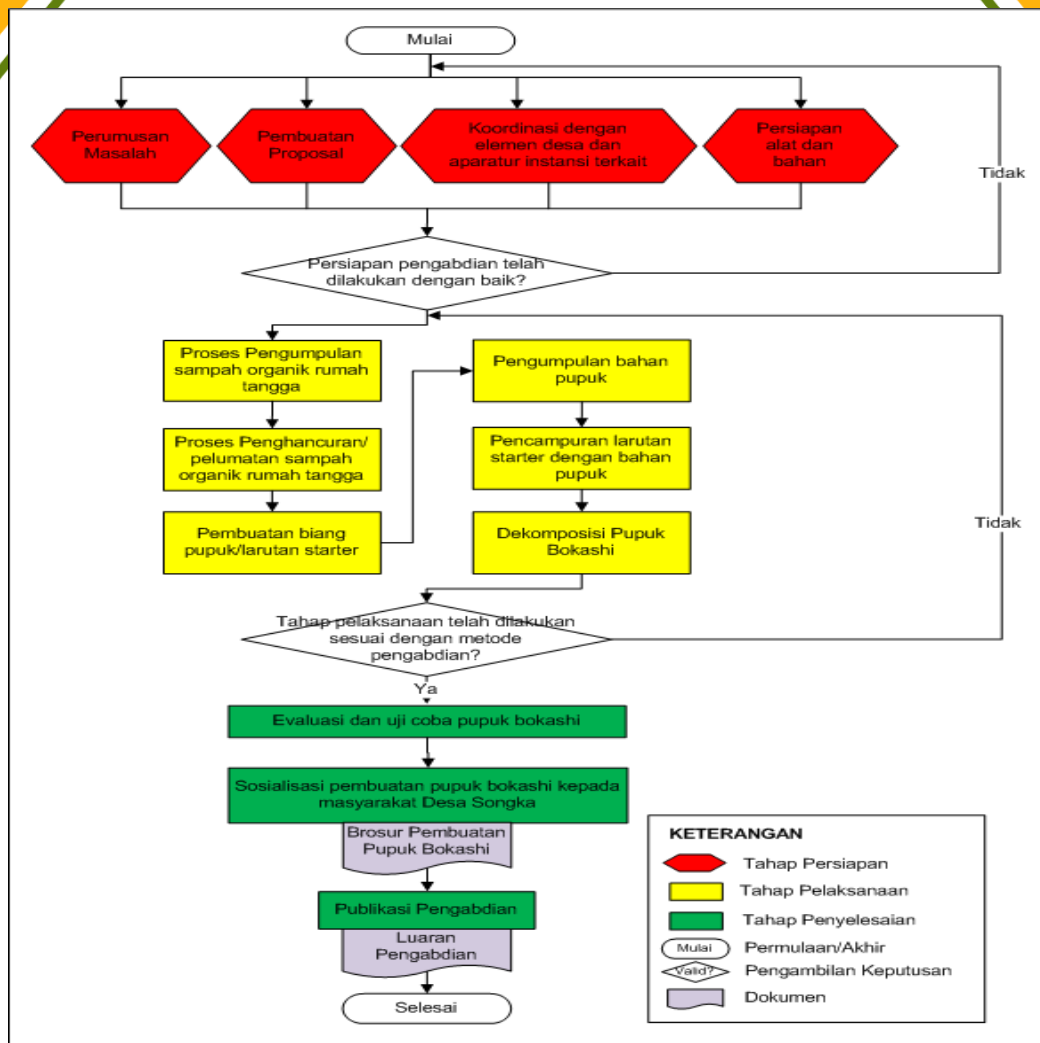 Mulai
Perumusan
Masalah
Pembuatan
Proposal
Koordinasi dengan
elemen desa dan
aparatur instansi terkait
Persiapan
alat dan
bahan
Tidak
Persiapan pengabdian telah
dilakukan dengan baik?
Proses Pengumpulan
sampah organik rumah
tangga
Proses Penghancuran/
pelumatan sampah
organik rumah tangga
Pembuatan biang
pupuk/larutan starter
Pengumpulan bahan
pupuk
Pencampuran larutan
starter dengan bahan
pupuk
Dekomposisi Pupuk
Bokashi
Tidak
Tahap pelaksanaan telah dilakukan
sesuai dengan metode
pengabdian?
Ya
Evaluasi dan uji coba pupuk bokashi
Sosialisasi pembuatan pupuk bokashi kepada
masyarakat Desa Songka
Brosur Pembuatan
Pupuk Bokashi
Publikasi Pengabdian
Luaran
Pengabdian
Selesai
KETERANGAN
Tahap Persiapan
Tahap Pelaksanaan
Tahap Penyelesaian
Mulai
Permulaan/Akhir
Valid?
Pengambilan Keputusan
Dokumen